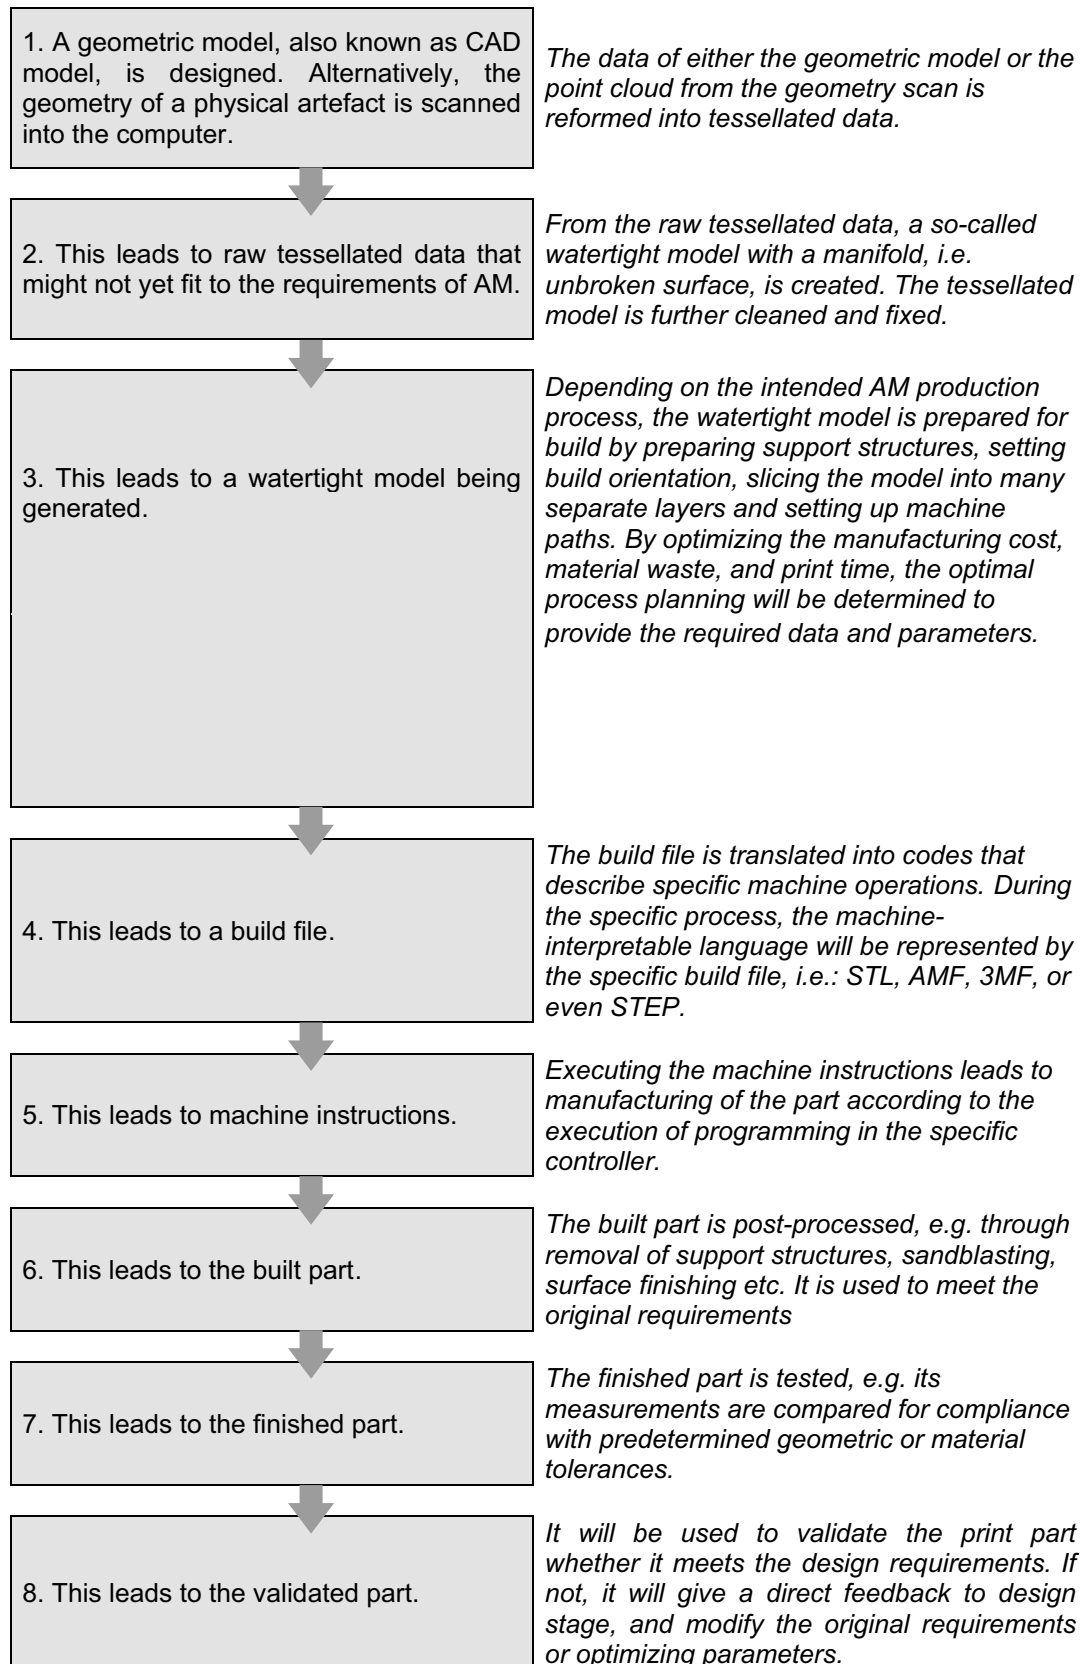 1. A geometric model, also known as CAD
model, is designed. Alternatively, the
geometry of a physical artefact is scanned
into the computer.
The data of either the geometric model or the
point cloud from the geometry scan is
reformed into tessellated data.
2. This leads to raw tessellated data that
might not yet fit to the requirements of AM.
From the raw tessellated data, a so-called
watertight model with a manifold, i.e.
unbroken surface, is created. The tessellated
model is further cleaned and fixed.
3. This leads to a watertight model being
generated.
Depending on the intended AM production
process, the watertight model is prepared for
build by preparing support structures, setting
build orientation, slicing the model into many
separate layers and setting up machine
paths. By optimizing the manufacturing cost,
material waste, and print time, the optimal
process planning will be determined to
provide the required data and parameters.
4. This leads to a build file.
The build file is translated into codes that
describe specific machine operations. During
the specific process, the machine-
interpretable language will be represented by
the specific build file, i.e.: STL, AMF, 3MF, or
even STEP.
5. This leads to machine instructions.
Executing the machine instructions leads to
manufacturing of the part according to the
execution of programming in the specific
controller.
6. This leads to the built part.
The built part is post-processed, e.g. through
removal of support structures, sandblasting,
surface finishing etc. It is used to meet the
original requirements
7. This leads to the finished part.
The finished part is tested, e.g. its
measurements are compared for compliance
with predetermined geometric or material
tolerances.
8. This leads to the validated part.
It will be used to validate the print part
whether it meets the design requirements. If
not, it will give a direct feedback to design
stage, and modify the original requirements
or optimizing parameters.